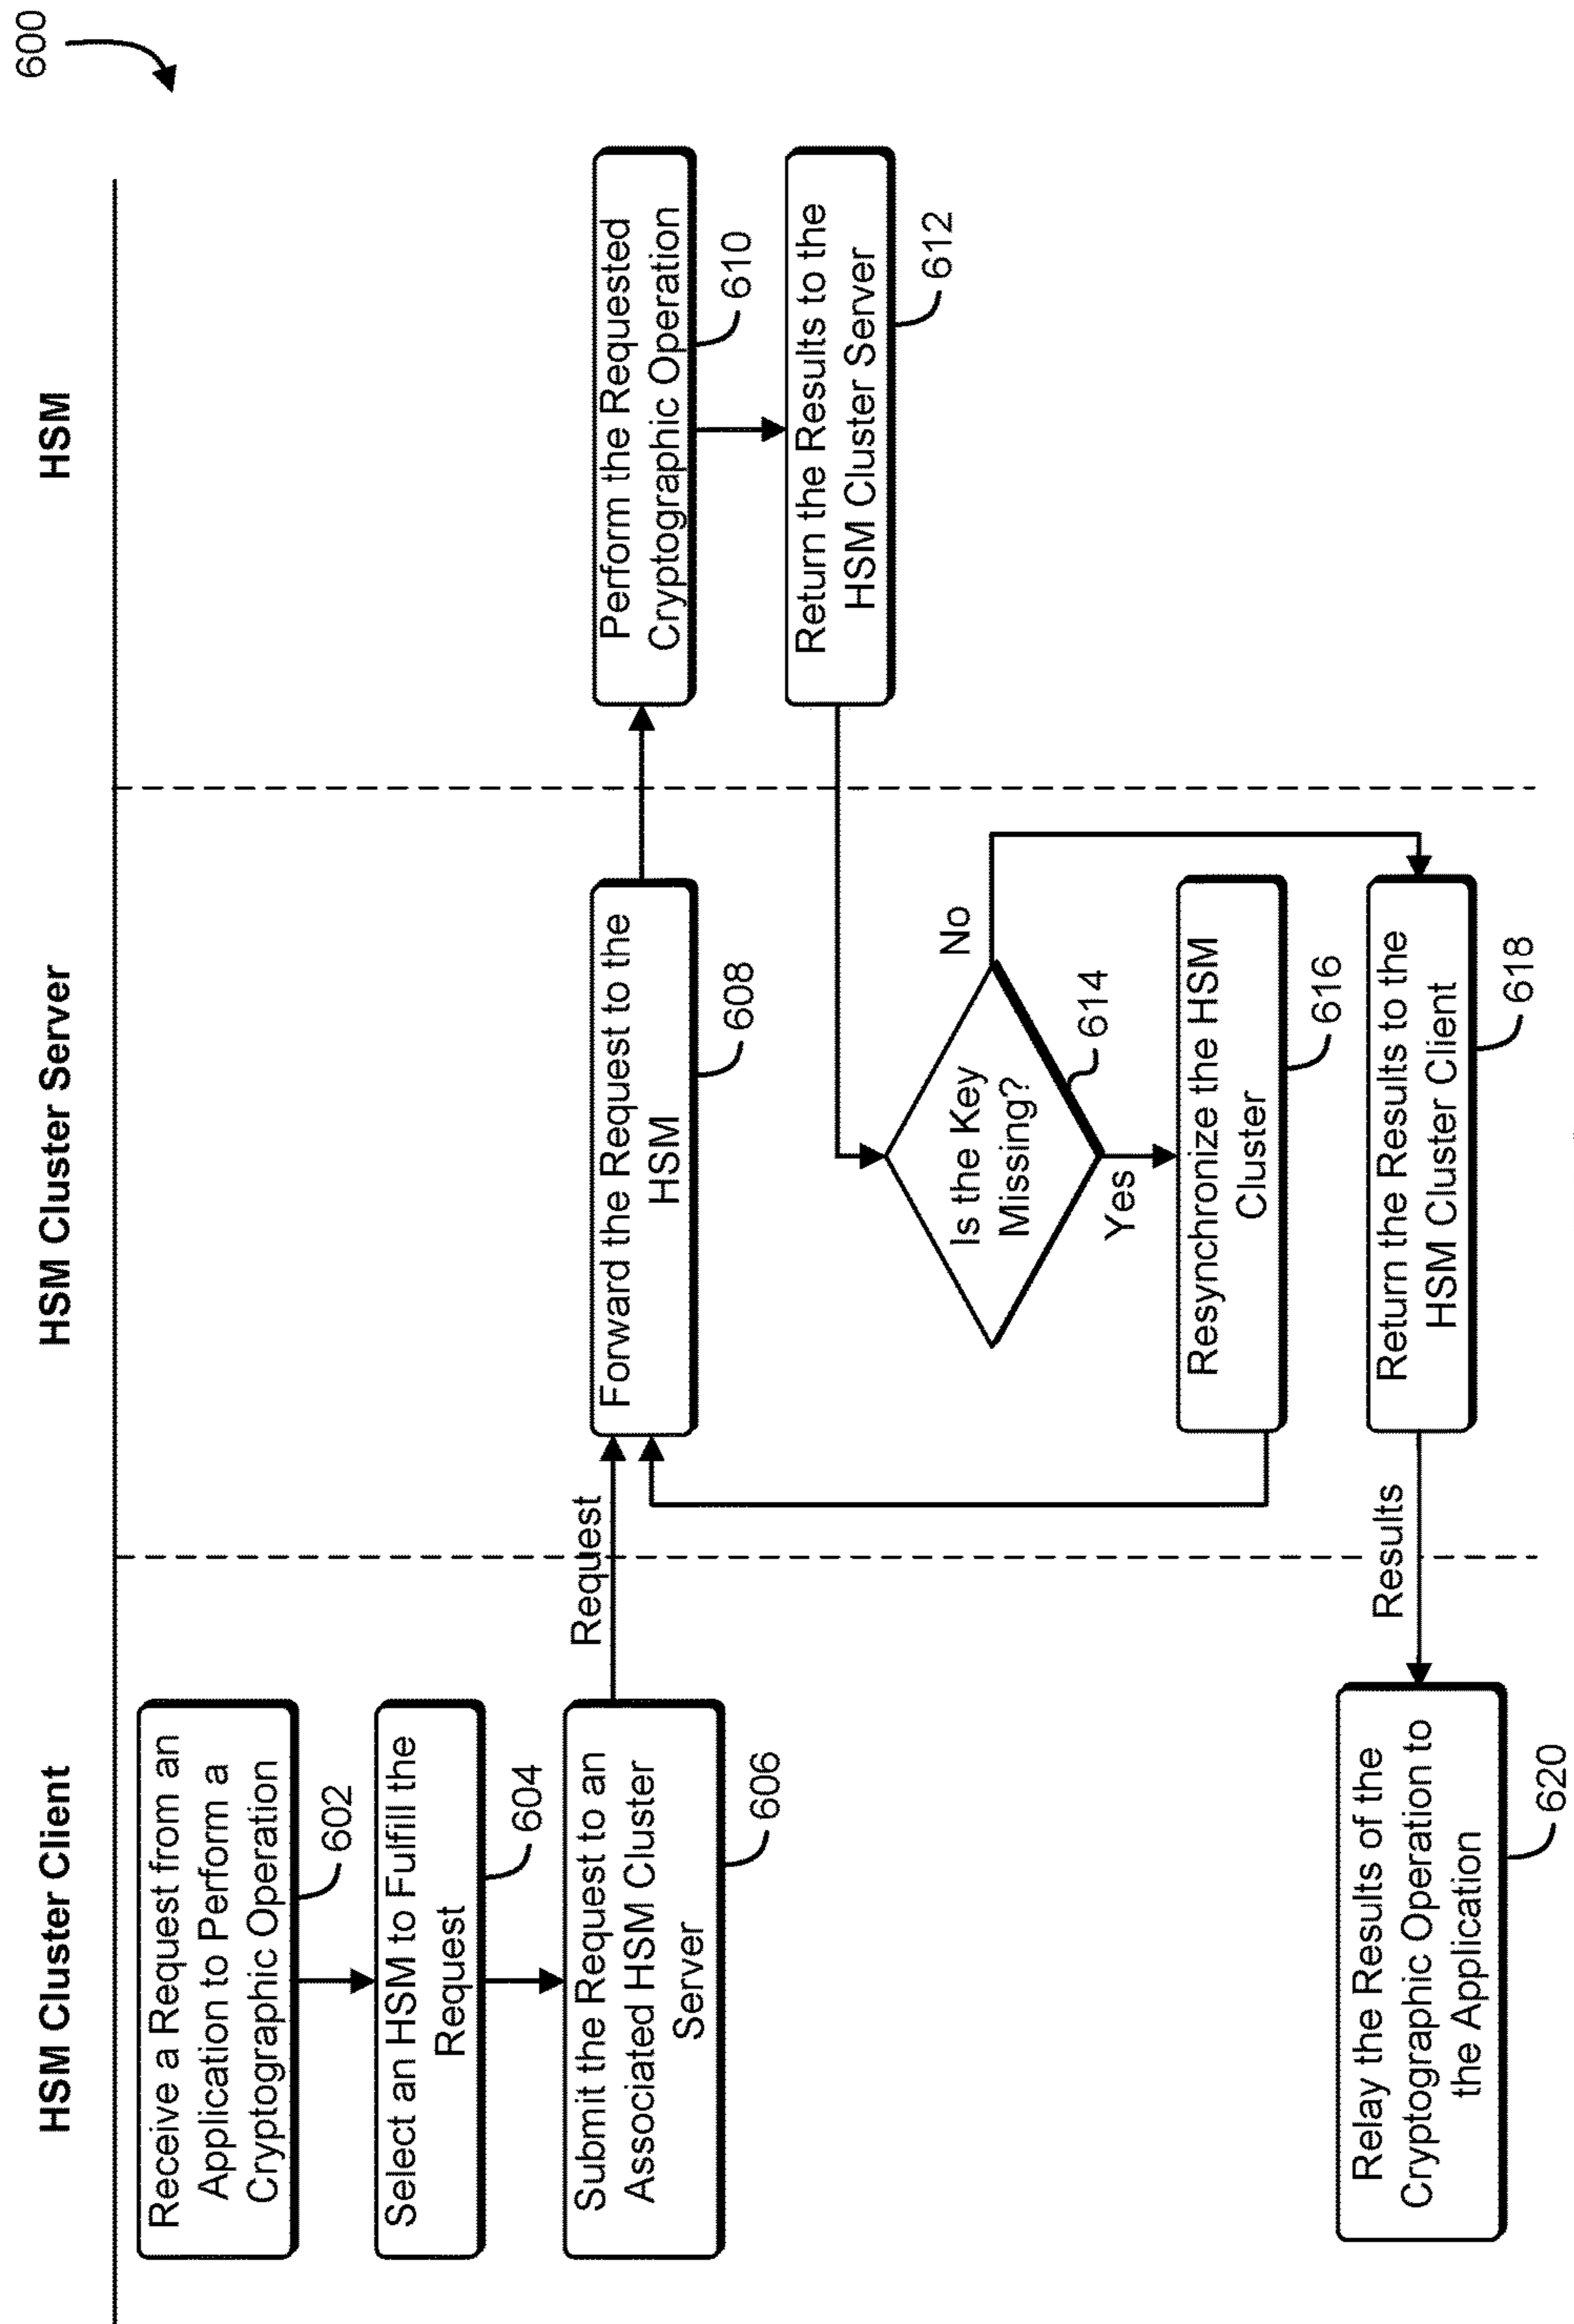 600
HSM Cluster Client
HSM Cluster Server
HSM
Receive a Request from an
Application to Perform a
Cryptographic Operation
602
Select an HSM to Fulfill the
Request
604
Submit the Request to an
Associated HSM Cluster
Server
606
Request
Forward the Request to the
HSM
608
Perform the Requested
Cryptographic Operation
610
Return the Results to the
HSM Cluster Server
612
Is the Key
Missing?
614
No
Yes
Resynchronize the HSM
Cluster
616
Return the Results to the
HSM Cluster Client
618
Results
Relay the Results of the
Cryptographic Operation to
the Application
620